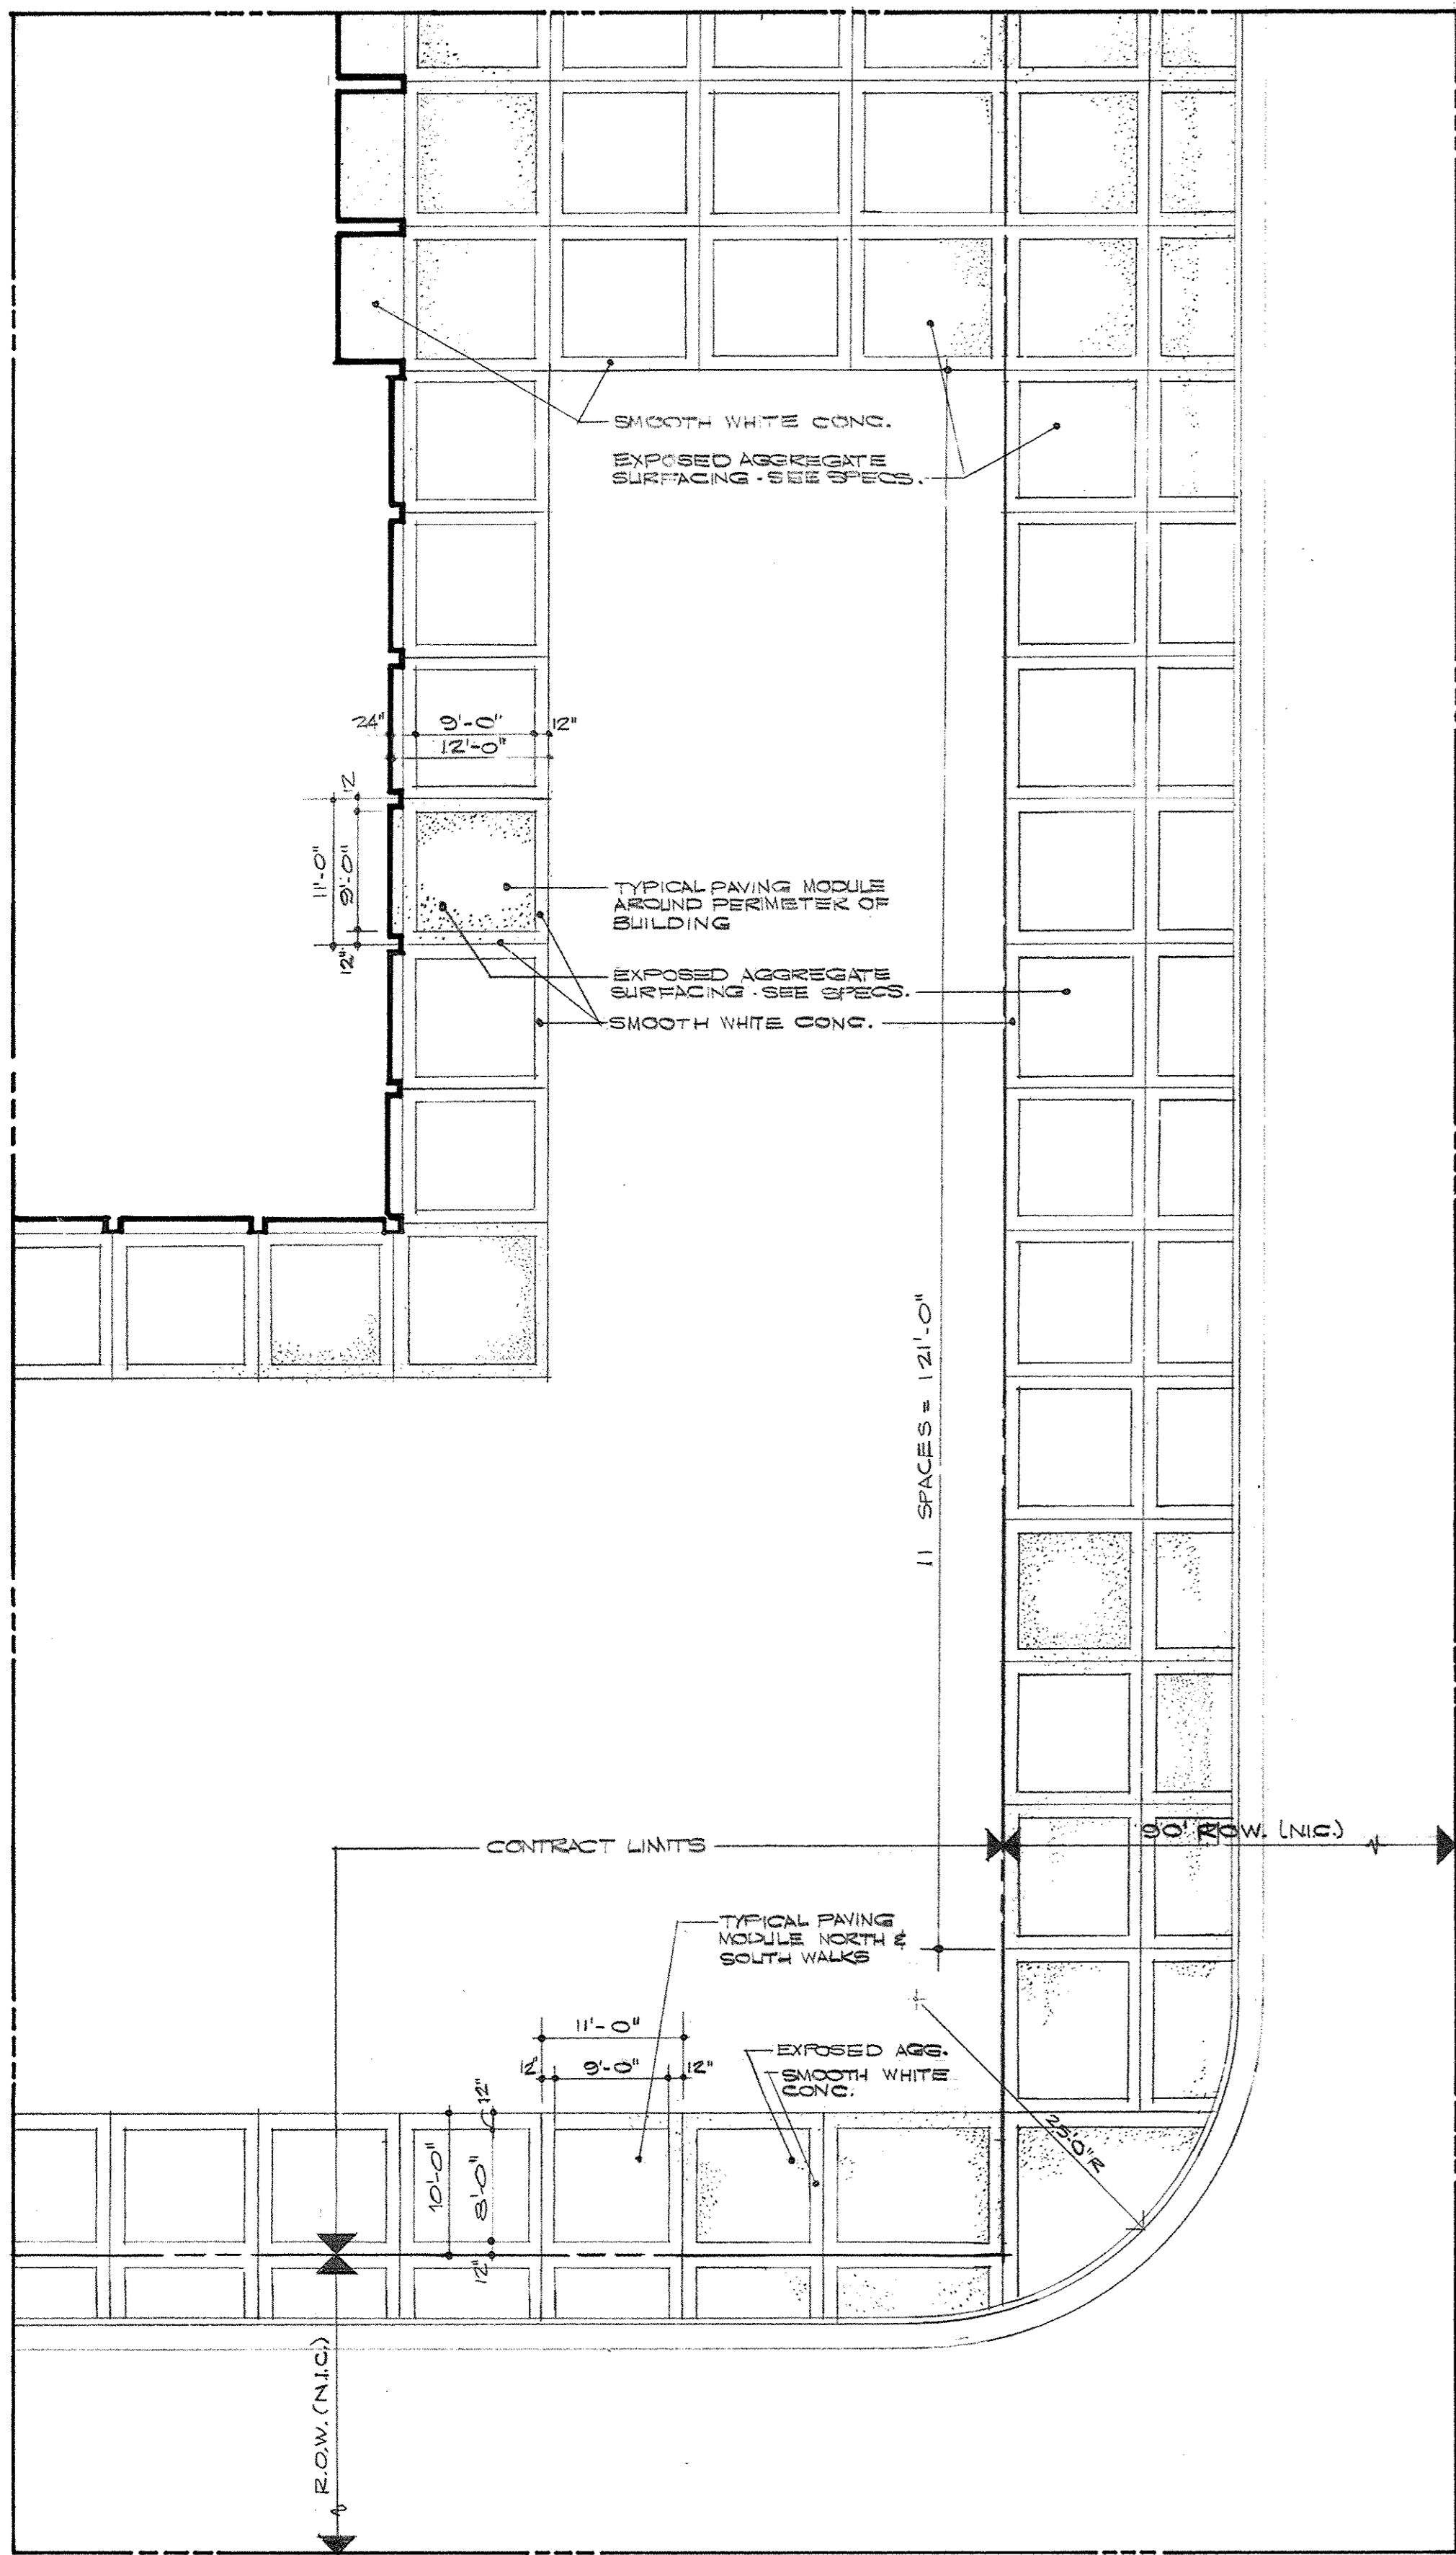 SMOOTH WHITE CONC.
EXPOSED AGGREGATE
SURFACING - SEE SPECS.
24" 9'-0" 12"
12'-0"
12
11'-0" 9'-0"
12"
TYPICAL PAVING MODULE
AROUND PERIMETER OF
BUILDING
EXPOSED AGGREGATE
SURFACING - SEE SPECS.
SMOOTH WHITE CONC.
11 SPACES = 121'-0"
CONTRACT LIMITS
90' R.O.W. (N.I.C.)
TYPICAL PAVING
MODULE NORTH &
SOUTH WALKS
11'-0"
12" 9'-0" 12"
EXPOSED AGG.
SMOOTH WHITE
CONC.
12"
10'-0" 8'-0"
12"
25'-0"R
R.O.W. (N.I.C.)